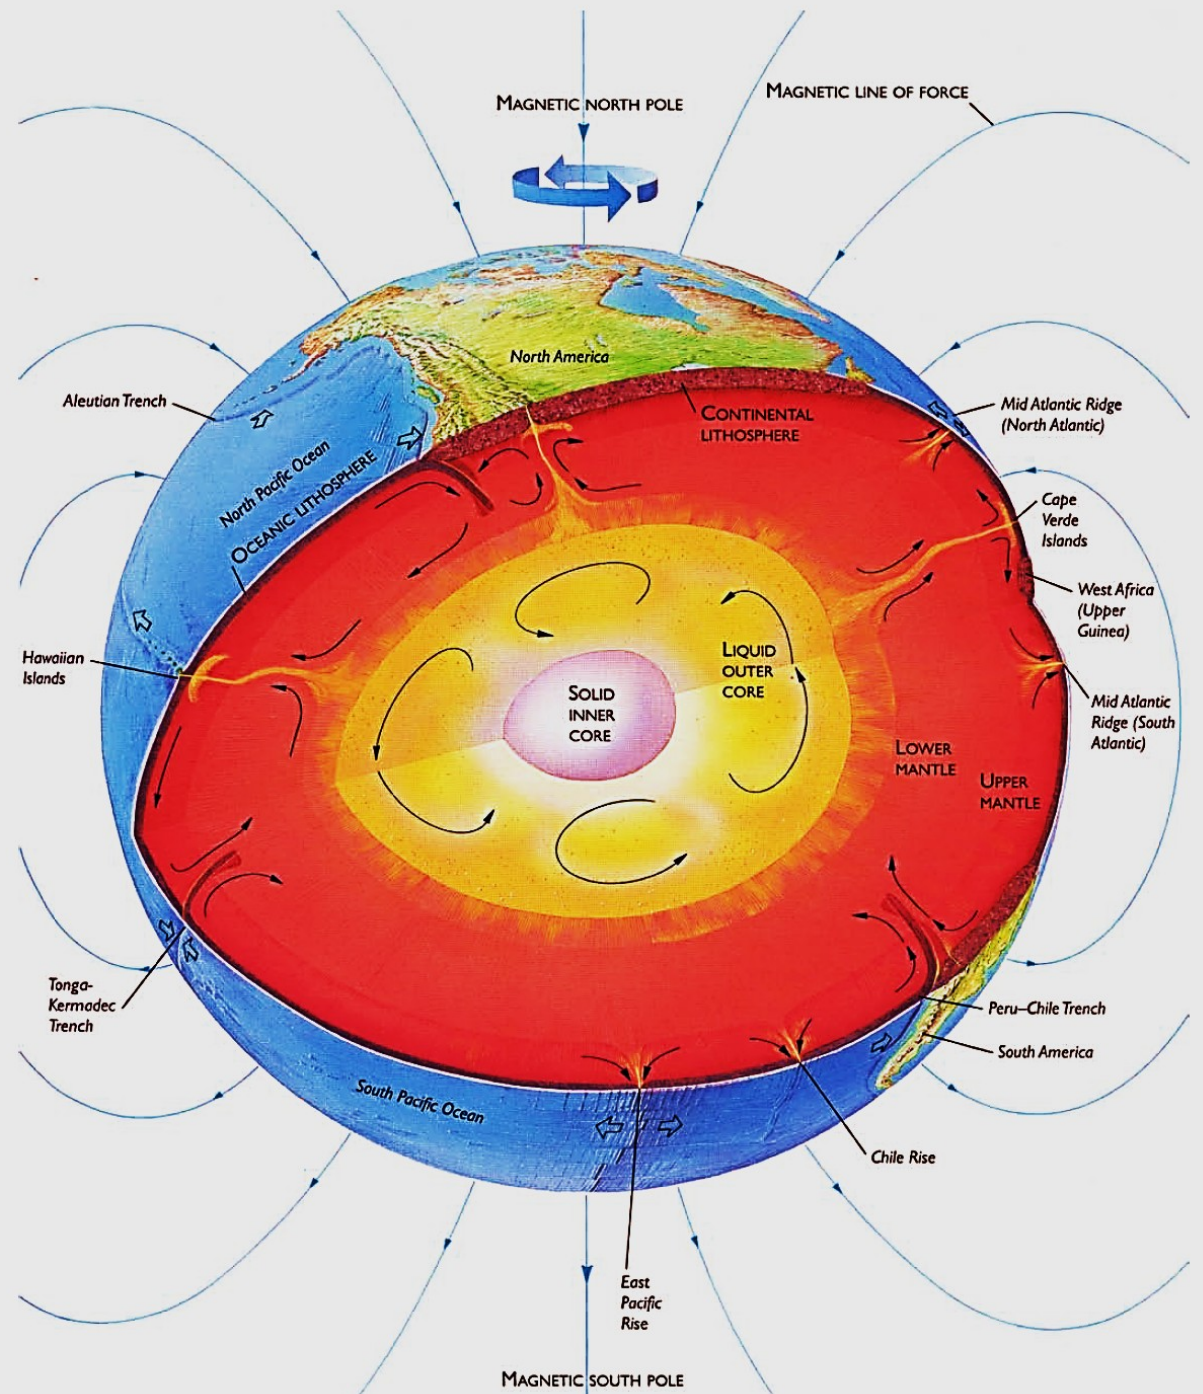 MAGNETIC NORTH POLE
MAGNETIC LINE OF FORCE
North America
Aleutian Trench
CONTINENTAL
LITHOSPHERE
Mid Atlantic Ridge
(North Atlantic)
North Pacific Ocean
OCEANIC LITHOSPHERE
Cape
Verde
Islands
West Africa
(Upper
Guinea)
Hawaiian
Islands
LIQUID
OUTER
CORE
SOLID
INNER
CORE
Mid Atlantic
Ridge (South
Atlantic)
LOWER
MANTLE
UPPER
MANTLE
Tonga-
Kermadec
Trench
Peru–Chile Trench
South America
South Pacific Ocean
Chile Rise
East
Pacific
Rise
MAGNETIC SOUTH POLE